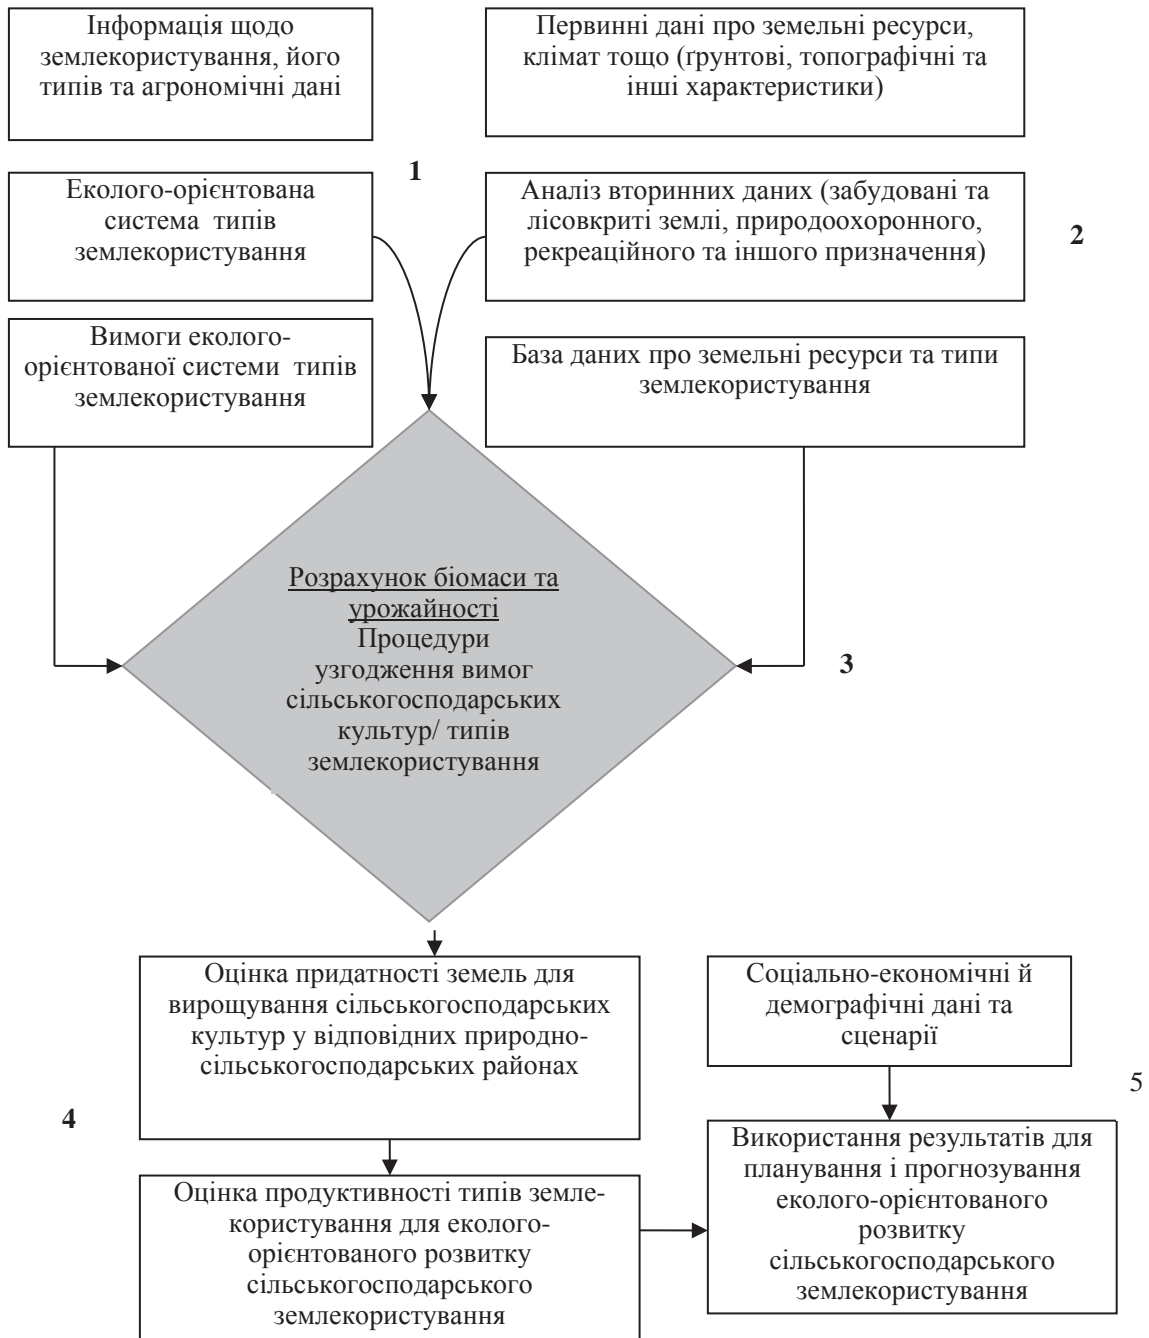 Інформація щодо
землекористування, його
типів та агрономічні дані
Первинні дані про земельні ресурси,
клімат тощо (ґрунтові, топографічні та
інші характеристики)
1
Еколого-орієнтована
система типів
землекористування
Аналіз вторинних даних (забудовані та
лісовкриті землі, природоохоронного,
рекреаційного та іншого призначення)
2
Вимоги еколого-
орієнтованої системи типів
землекористування
База даних про земельні ресурси та типи
землекористування
Розрахунок біомаси та
урожайності
Процедури
узгодження вимог
сільськогосподарських
культур/ типів
землекористування
3
Оцінка придатності земель для
вирощування сільськогосподарських
культур у відповідних природно-
сільськогосподарських районах
Соціально-економічні й
демографічні дані та
сценарії
4
5
Оцінка продуктивності типів земле-
користування для еколого-
орієнтованого розвитку
сільськогосподарського
землекористування
Використання результатів для
планування і прогнозування
еколого-орієнтованого
розвитку
сільськогосподарського
землекористування